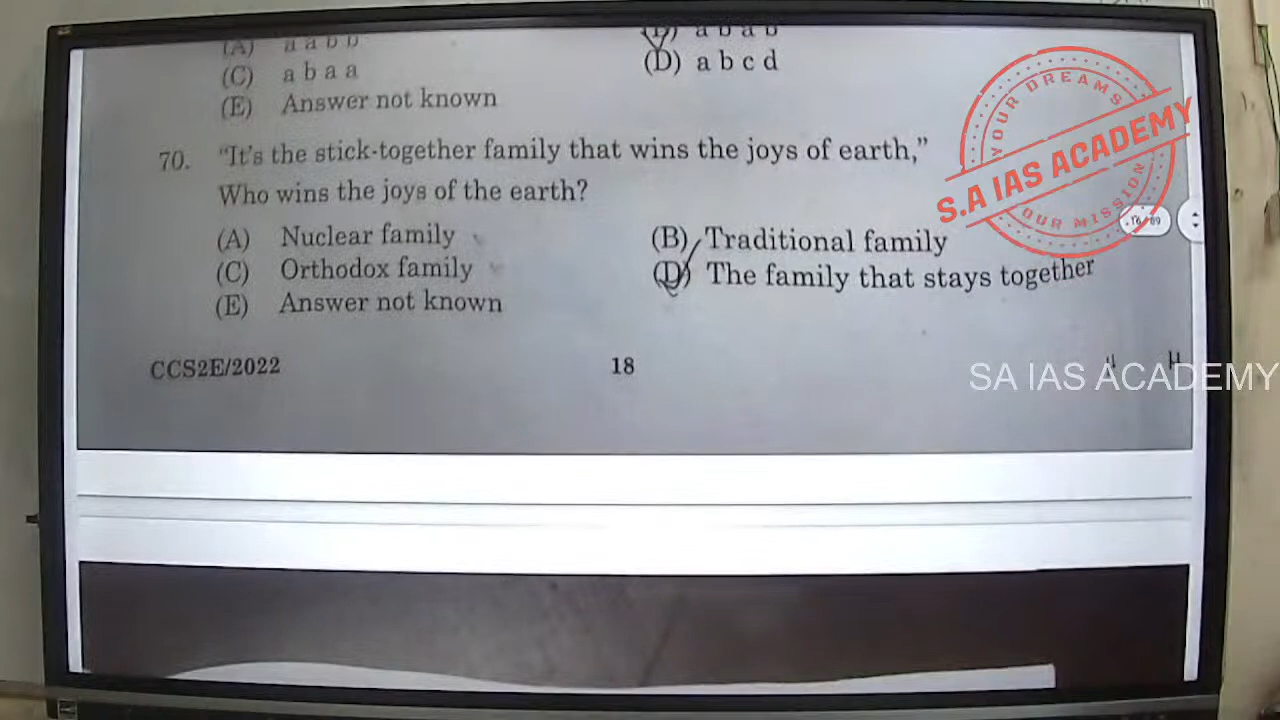 (A) a a b b
(B) a b a b
(C) a b a a
(D) a b c d
(E) Answer not known
70. "It's the stick-together family that wins the joys of earth,"
Who wins the joys of the earth?
(A) Nuclear family
(B) Traditional family
(C) Orthodox family
(D) The family that stays together
(E) Answer not known
CCS2E/2022
18
YOUR DREAMS
S.A IAS ACADEMY
OUR MISSION
SA IAS ACADEMY